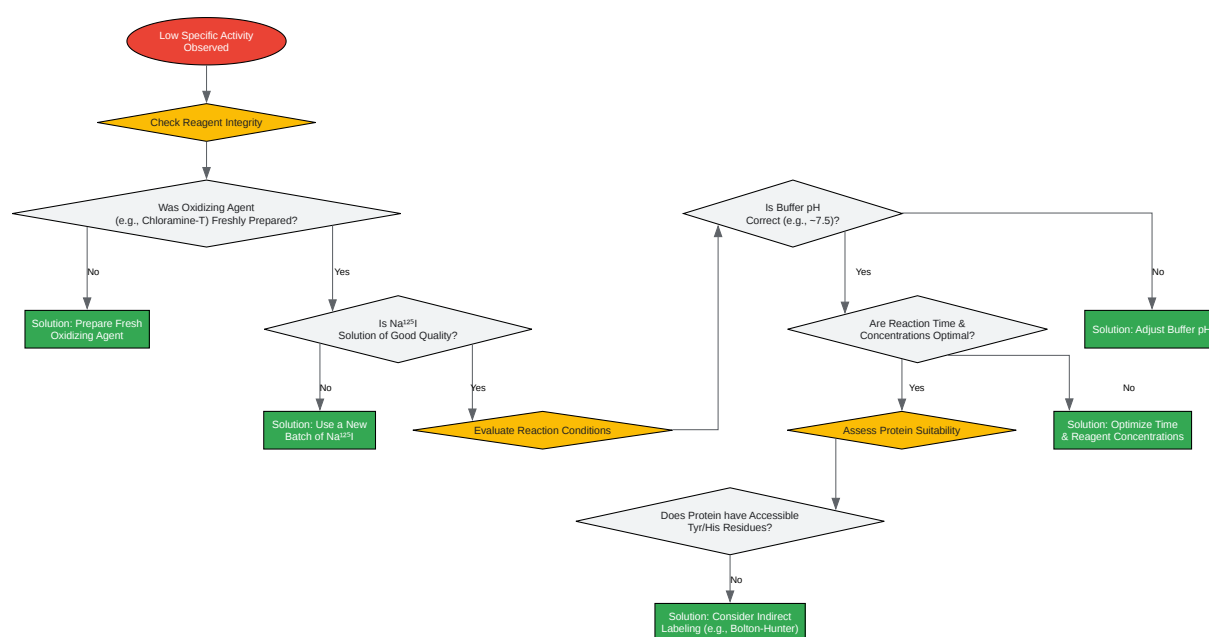 Low Specific Activity
Observed
Check Reagent Integrity
Was Oxidizing Agent
(e.g., Chloramine-T) Freshly Prepared?
No
Yes
Solution: Prepare Fresh
Oxidizing Agent
Is Na¹²⁵I
Solution of Good Quality?
No
Yes
Solution: Use a New
Batch of Na¹²⁵I
Evaluate Reaction Conditions
Is Buffer pH
Correct (e.g., ~7.5)?
Yes
No
Solution: Adjust Buffer pH
Are Reaction Time &
Concentrations Optimal?
Yes
No
Assess Protein Suitability
Solution: Optimize Time
& Reagent Concentrations
Does Protein have Accessible
Tyr/His Residues?
No
Solution: Consider Indirect
Labeling (e.g., Bolton-Hunter)